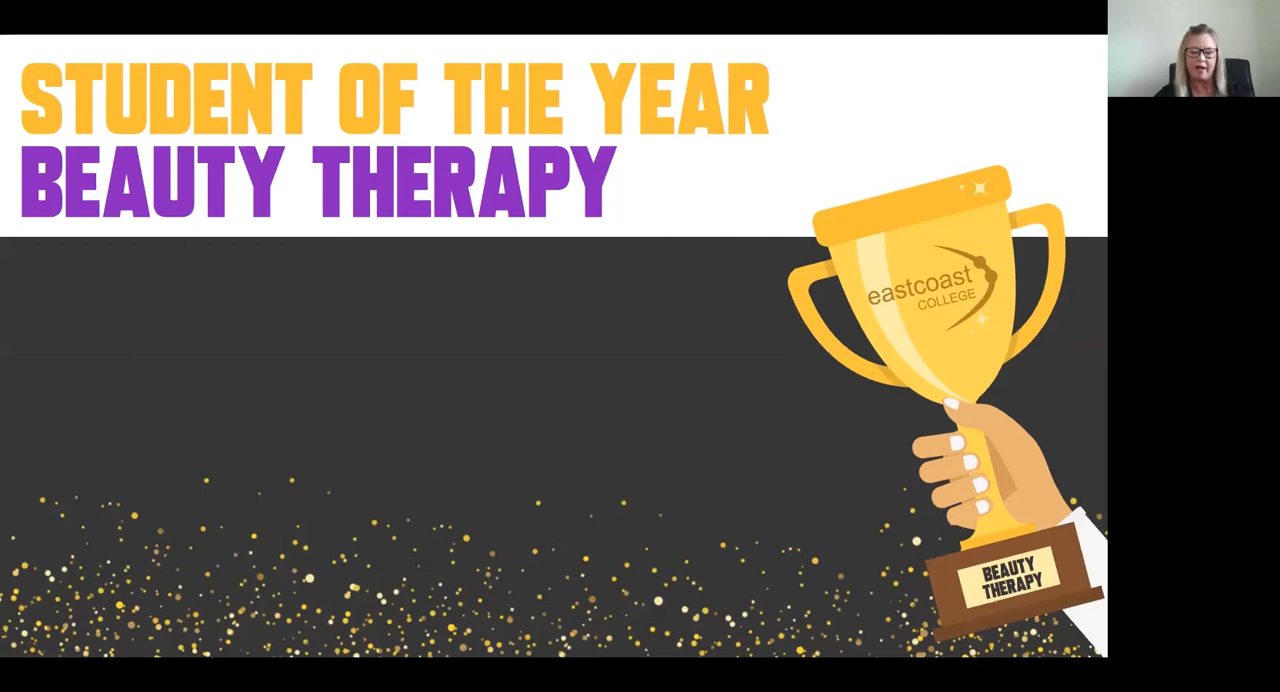 STUDENT OF THE YEAR
BEAUTY THERAPY
eastcoast
COLLEGE
BEAUTY
THERAPY